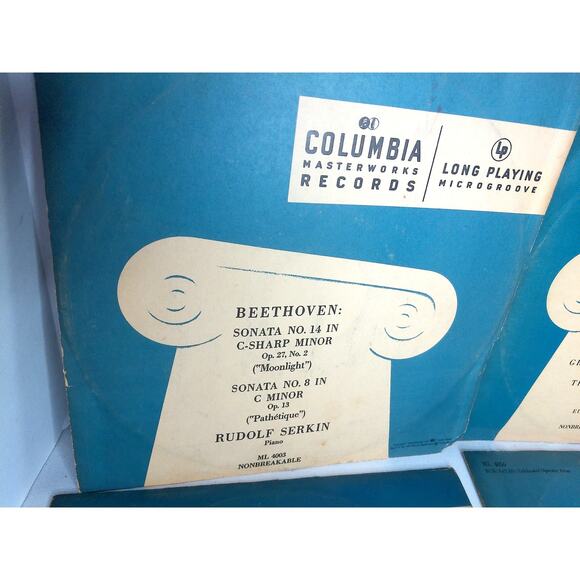 COLUMBIA
MASTERWORKS
RECORDS
LP
LONG PLAYING
MICROGROOVE
BEETHOVEN:
SONATA NO. 14 IN
C-SHARP MINOR
Op. 27, No. 2
("Moonlight")
SONATA NO. 8 IN
C MINOR
Op. 13
("Pathétique")
RUDOLF SERKIN
Piano
ML 4003
NONBREAKABLE